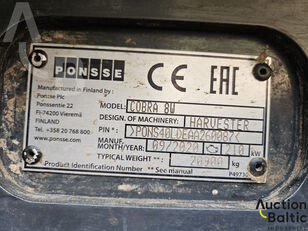 PONSSE
CE EAC
Manufactured in Finland by:
Ponsse Plc
Ponssentie 22
FI-74200 Vieremä
FINLAND
Tel. +358 20 768 800
www.ponsse.com
MODEL: COBRA 8W
DESIGN. OF MACHINERY: HARVESTER
PIN*:
MANUF.
MONTH/YEAR: 09/2020 210 kW
TYPICAL WEIGHT** : 20900 kg
Product Identification Number ** See manual
Auction
Baltic